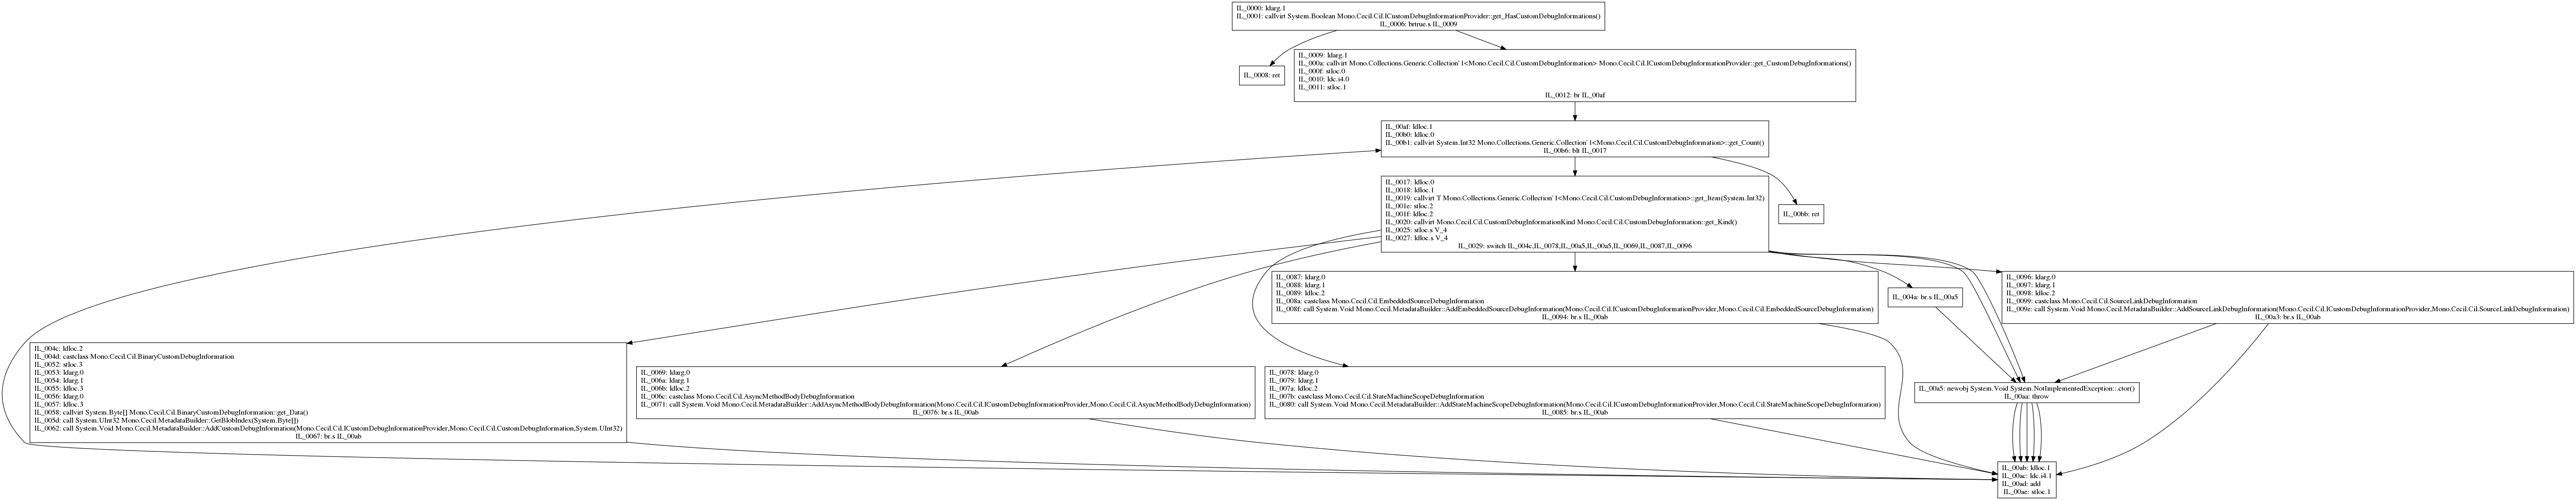 IL_0000: ldarg.1
IL_0001: callvirt System.Boolean Mono.Cecil.Cil.ICustomDebugInformationProvider::get_HasCustomDebugInformations()
IL_0006: brtrue.s IL_0009
IL_0008: ret
IL_0009: ldarg.1
IL_000a: callvirt Mono.Collections.Generic.Collection`1<Mono.Cecil.Cil.CustomDebugInformation> Mono.Cecil.Cil.ICustomDebugInformationProvider::get_CustomDebugInformations()
IL_000f: stloc.0
IL_0010: ldc.i4.0
IL_0011: stloc.1
IL_0012: br IL_00af
IL_00af: ldloc.1
IL_00b0: ldloc.0
IL_00b1: callvirt System.Int32 Mono.Collections.Generic.Collection`1<Mono.Cecil.Cil.CustomDebugInformation>::get_Count()
IL_00b6: blt IL_0017
IL_0017: ldloc.0
IL_0018: ldloc.1
IL_0019: callvirt T Mono.Collections.Generic.Collection`1<Mono.Cecil.Cil.CustomDebugInformation>::get_Item(System.Int32)
IL_001e: stloc.2
IL_001f: ldloc.2
IL_0020: callvirt Mono.Cecil.Cil.CustomDebugInformationKind Mono.Cecil.Cil.CustomDebugInformation::get_Kind()
IL_0025: stloc.s V_4
IL_0027: ldloc.s V_4
IL_0029: switch IL_004c,IL_0078,IL_00a5,IL_00a5,IL_0069,IL_0087,IL_0096
IL_00bb: ret
IL_0087: ldarg.0
IL_0088: ldarg.1
IL_0089: ldloc.2
IL_008a: castclass Mono.Cecil.Cil.EmbeddedSourceDebugInformation
IL_008f: call System.Void Mono.Cecil.MetadataBuilder::AddEmbeddedSourceDebugInformation(Mono.Cecil.Cil.ICustomDebugInformationProvider,Mono.Cecil.Cil.EmbeddedSourceDebugInformation)
IL_0094: br.s IL_00ab
IL_004a: br.s IL_00a5
IL_0096: ldarg.0
IL_0097: ldarg.1
IL_0098: ldloc.2
IL_0099: castclass Mono.Cecil.Cil.SourceLinkDebugInformation
IL_009e: call System.Void Mono.Cecil.MetadataBuilder::AddSourceLinkDebugInformation(Mono.Cecil.Cil.ICustomDebugInformationProvider,Mono.Cecil.Cil.SourceLinkDebugInformation)
IL_00a3: br.s IL_00ab
IL_004c: ldloc.2
IL_004d: castclass Mono.Cecil.Cil.BinaryCustomDebugInformation
IL_0052: stloc.3
IL_0053: ldarg.0
IL_0054: ldarg.1
IL_0055: ldloc.3
IL_0056: ldarg.0
IL_0057: ldloc.3
IL_0058: callvirt System.Byte[] Mono.Cecil.Cil.BinaryCustomDebugInformation::get_Data()
IL_005d: call System.UInt32 Mono.Cecil.MetadataBuilder::GetBlobIndex(System.Byte[])
IL_0062: call System.Void Mono.Cecil.MetadataBuilder::AddCustomDebugInformation(Mono.Cecil.Cil.ICustomDebugInformationProvider,Mono.Cecil.Cil.CustomDebugInformation,System.UInt32)
IL_0067: br.s IL_00ab
IL_0069: ldarg.0
IL_006a: ldarg.1
IL_006b: ldloc.2
IL_006c: castclass Mono.Cecil.Cil.AsyncMethodBodyDebugInformation
IL_0071: call System.Void Mono.Cecil.MetadataBuilder::AddAsyncMethodBodyDebugInformation(Mono.Cecil.Cil.ICustomDebugInformationProvider,Mono.Cecil.Cil.AsyncMethodBodyDebugInformation)
IL_0076: br.s IL_00ab
IL_0078: ldarg.0
IL_0079: ldarg.1
IL_007a: ldloc.2
IL_007b: castclass Mono.Cecil.Cil.StateMachineScopeDebugInformation
IL_0080: call System.Void Mono.Cecil.MetadataBuilder::AddStateMachineScopeDebugInformation(Mono.Cecil.Cil.ICustomDebugInformationProvider,Mono.Cecil.Cil.StateMachineScopeDebugInformation)
IL_0085: br.s IL_00ab
IL_00a5: newobj System.Void System.NotImplementedException::.ctor()
IL_00aa: throw
IL_00ab: ldloc.1
IL_00ac: ldc.i4.1
IL_00ad: add
IL_00ae: stloc.1